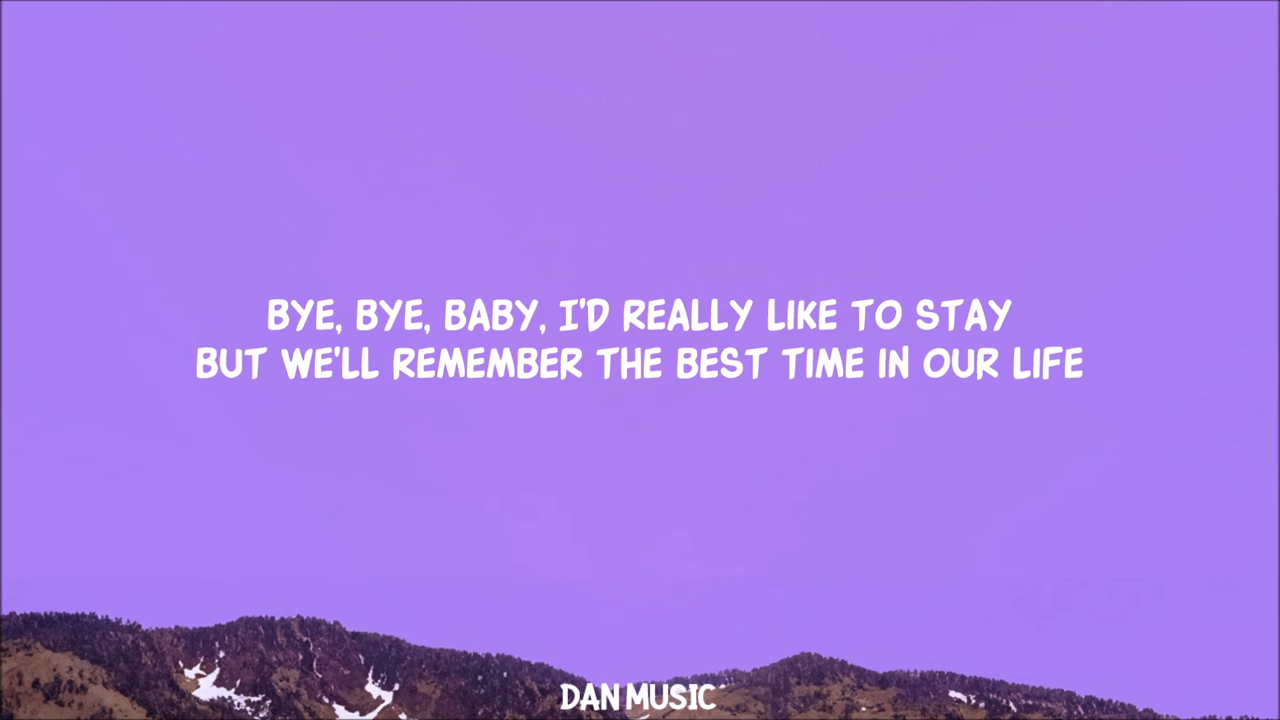 BYE, BYE, BABY, I'D REALLY LIKE TO STAY
BUT WE'LL REMEMBER THE BEST TIME IN OUR LIFE
DAN MUSIC